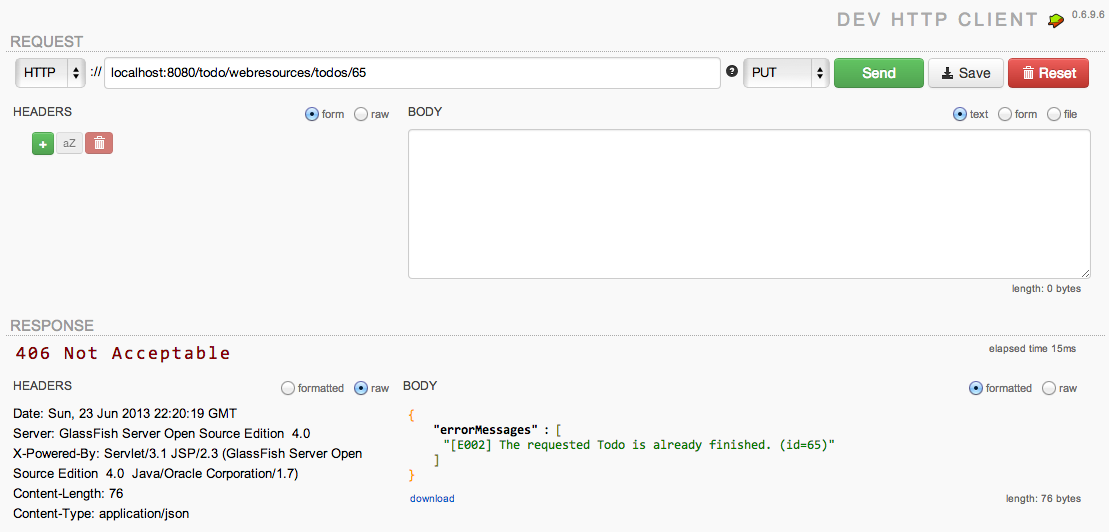 DEV HTTP CLIENT 0.6.9.6
REQUEST
HTTP :// localhost:8080/todo/webresources/todos/65 ? PUT Send Save Reset
HEADERS form raw BODY text form file
+ aZ
length: 0 bytes
RESPONSE
406 Not Acceptable elapsed time 15ms
HEADERS formatted raw BODY formatted raw
Date: Sun, 23 Jun 2013 22:20:19 GMT
Server: GlassFish Server Open Source Edition 4.0
X-Powered-By: Servlet/3.1 JSP/2.3 (GlassFish Server Open
Source Edition 4.0 Java/Oracle Corporation/1.7)
Content-Length: 76
Content-Type: application/json
{
"errorMessages" : [
"[E002] The requested Todo is already finished. (id=65)"
]
}
download length: 76 bytes